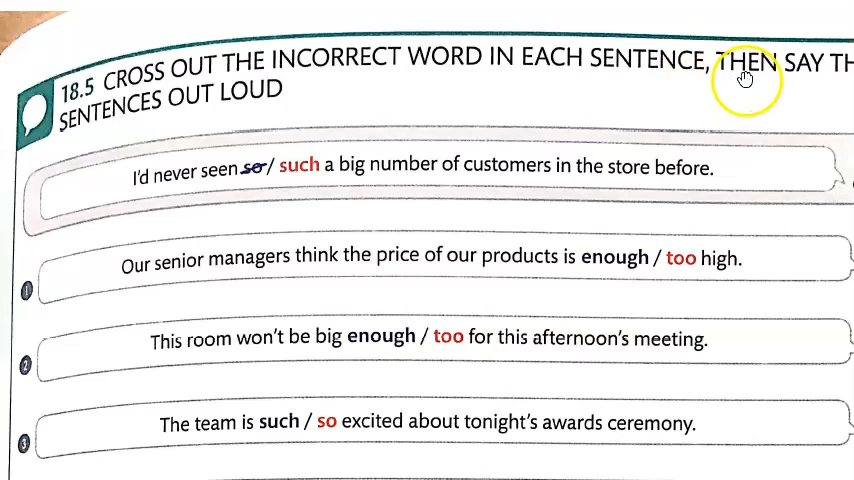 18.5 CROSS OUT THE INCORRECT WORD IN EACH SENTENCE, THEN SAY
SENTENCES OUT LOUD
I'd never seen so / such a big number of customers in the store before.
1 Our senior managers think the price of our products is enough / too high.
2 This room won't be big enough / too for this afternoon's meeting.
3 The team is such / so excited about tonight's awards ceremony.